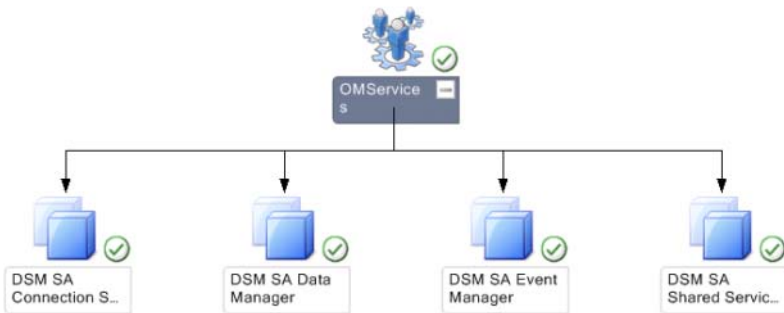 OMService
s
DSM SA
Connection S...
DSM SA Data
Manager
DSM SA Event
Manager
DSM SA
Shared Servic...